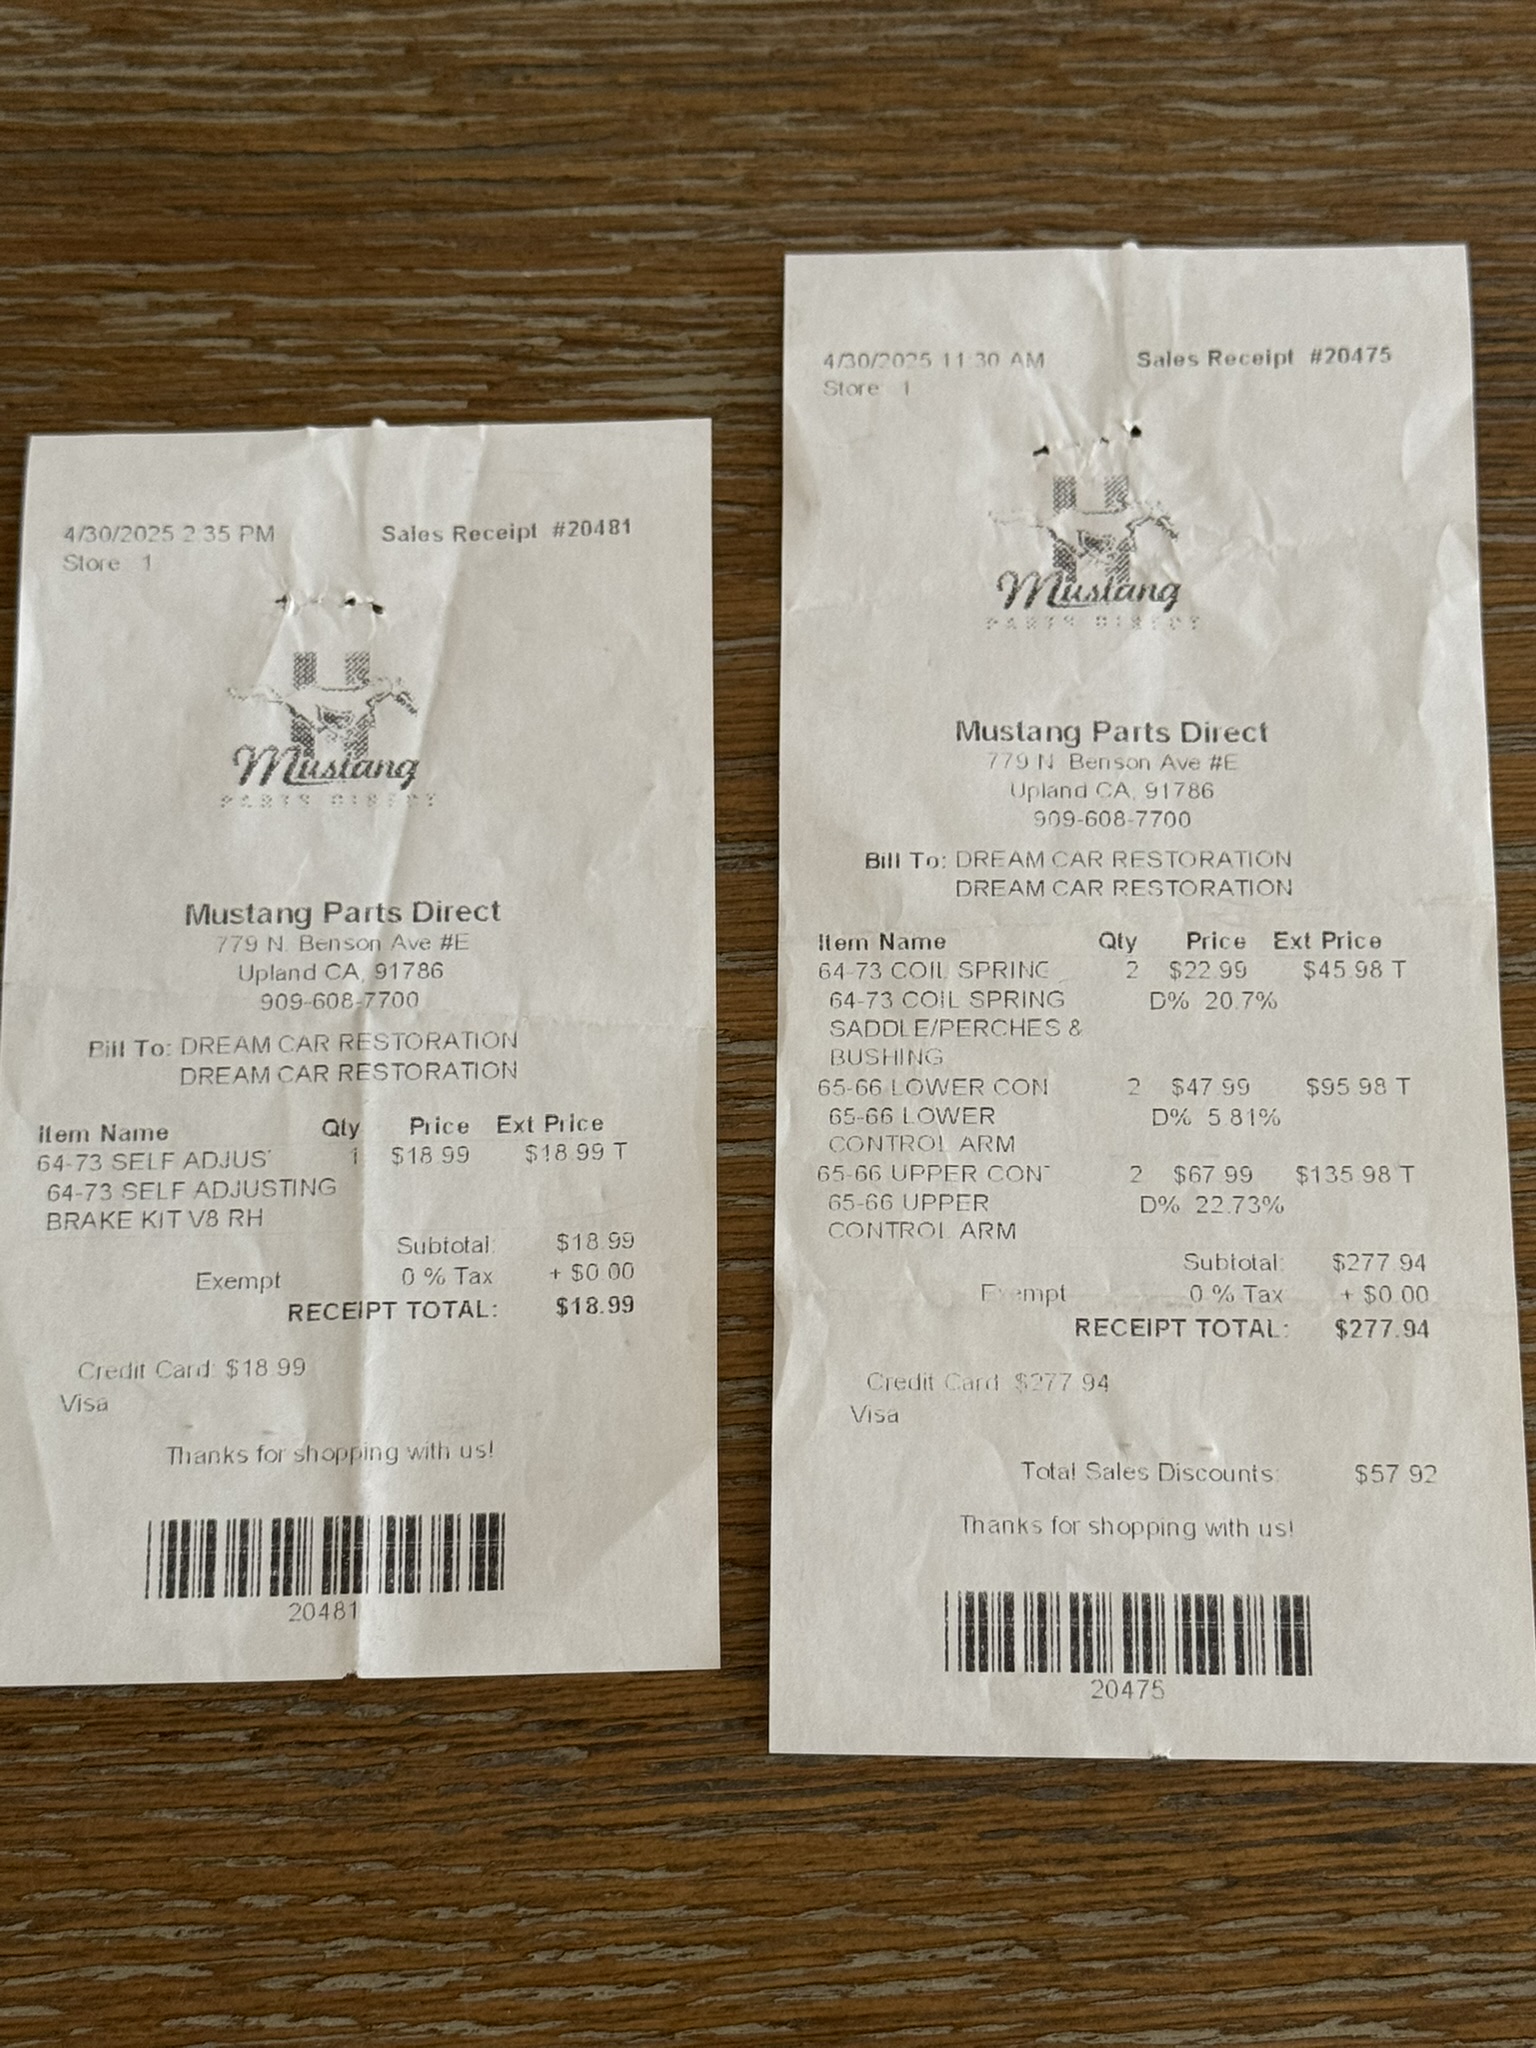 4/30/2025 2:35 PM Sales Receipt #20481
Store: 1
Mustang
PARTS DIRECT
Mustang Parts Direct
779 N. Benson Ave #E
Upland CA, 91786
909-608-7700
Bill To: DREAM CAR RESTORATION
DREAM CAR RESTORATION
Item Name Qty Price Ext Price
64-73 SELF ADJUS 1 $18.99 $18.99 T
64-73 SELF ADJUSTING
BRAKE KIT V8 RH
Subtotal: $18.99
Exempt 0 % Tax + $0.00
RECEIPT TOTAL: $18.99
Credit Card: $18.99
Visa
Thanks for shopping with us!
20481
4/30/2025 11:30 AM Sales Receipt #20475
Store: 1
Mustang
PARTS DIRECT
Mustang Parts Direct
779 N. Benson Ave #E
Upland CA, 91786
909-608-7700
Bill To: DREAM CAR RESTORATION
DREAM CAR RESTORATION
Item Name Qty Price Ext Price
64-73 COIL SPRING 2 $22.99 $45.98 T
64-73 COIL SPRING D% 20.7%
SADDLE/PERCHES &
BUSHING
65-66 LOWER CON 2 $47.99 $95.98 T
65-66 LOWER D% 5.81%
CONTROL ARM
65-66 UPPER CON 2 $67.99 $135.98 T
65-66 UPPER D% 22.73%
CONTROL ARM
Subtotal: $277.94
Exempt 0 % Tax + $0.00
RECEIPT TOTAL: $277.94
Credit Card: $277.94
Visa
Total Sales Discounts: $57.92
Thanks for shopping with us!
20475